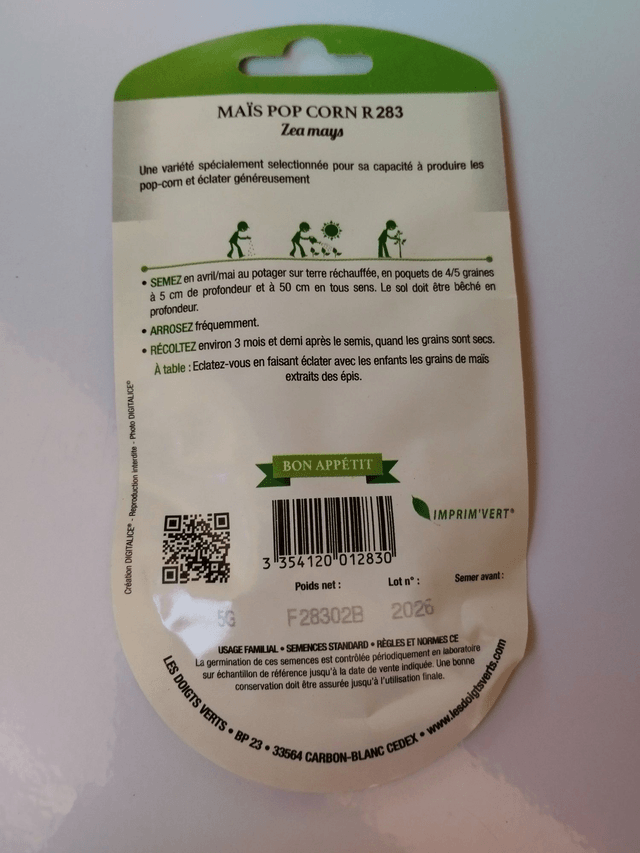 MAÏS POP CORN R 283
Zea mays
Une variété spécialement selectionnée pour sa capacité à produire les
pop-corn et éclater généreusement
• SEMEZ en avril/mai au potager sur terre réchauffée, en poquets de 4/5 graines
à 5 cm de profondeur et à 50 cm en tous sens. Le sol doit être bêché en
profondeur.
• ARROSEZ fréquemment.
• RÉCOLTEZ environ 3 mois et demi après le semis, quand les grains sont secs.
À table : Eclatez-vous en faisant éclater avec les enfants les grains de maïs
extraits des épis.
Création DIGITALICE® - Reproduction interdite - Photo DIGITALICE®
BON APPÉTIT
IMPRIM'VERT®
3 354120 012830
Poids net :
Lot n° :
Semer avant :
5G
F28302B
2026
USAGE FAMILIAL • SEMENCES STANDARD • RÈGLES ET NORMES CE
La germination de ces semences est contrôlée périodiquement en laboratoire
sur échantillon de référence jusqu'à la date de vente indiquée. Une bonne
conservation doit être assurée jusqu'à l'utilisation finale.
LES DOIGTS VERTS • BP 23 • 33564 CARBON-BLANC CEDEX • www.lesdoigtsverts.com